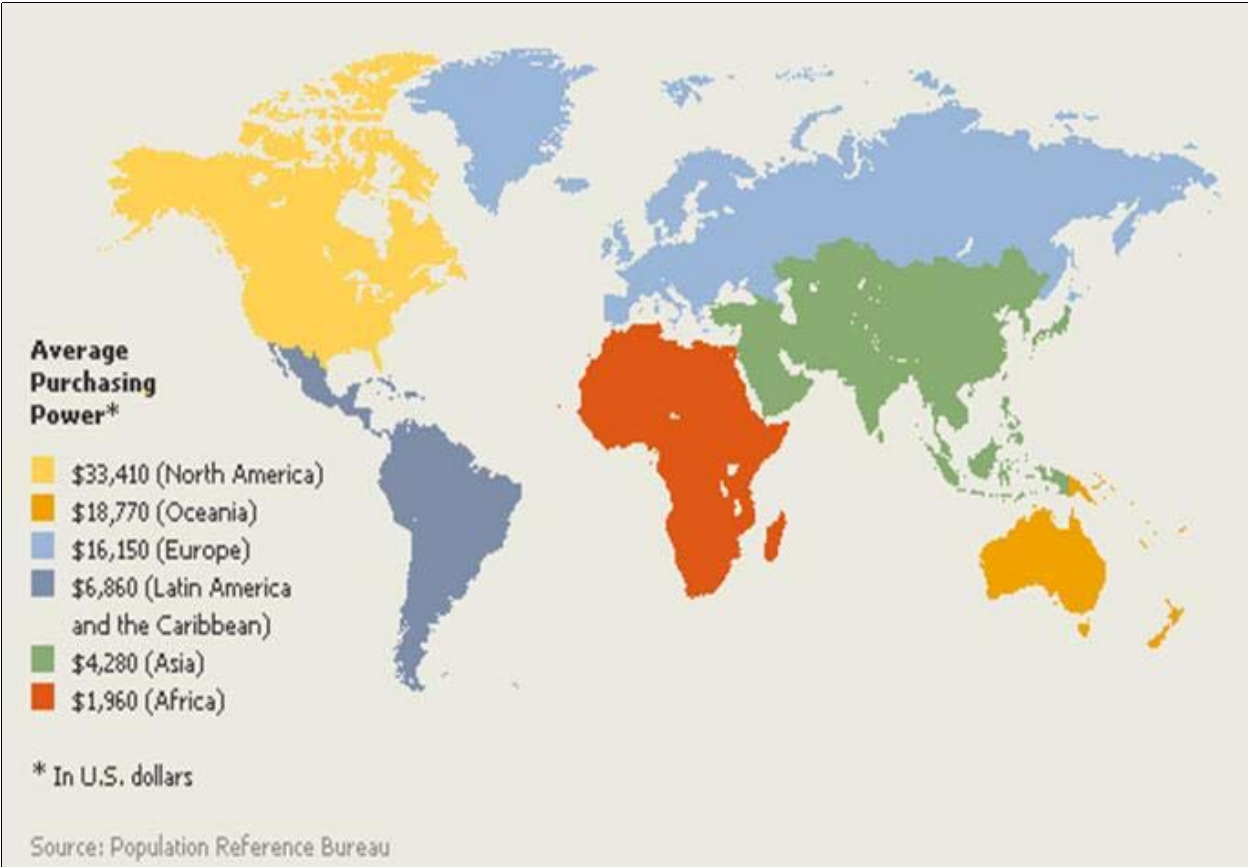 Average
Purchasing
Power*
$33,410 (North America)
$18,770 (Oceania)
$16,150 (Europe)
$6,860 (Latin America
and the Caribbean)
$4,280 (Asia)
$1,960 (Africa)
* In U.S. dollars
Source: Population Reference Bureau